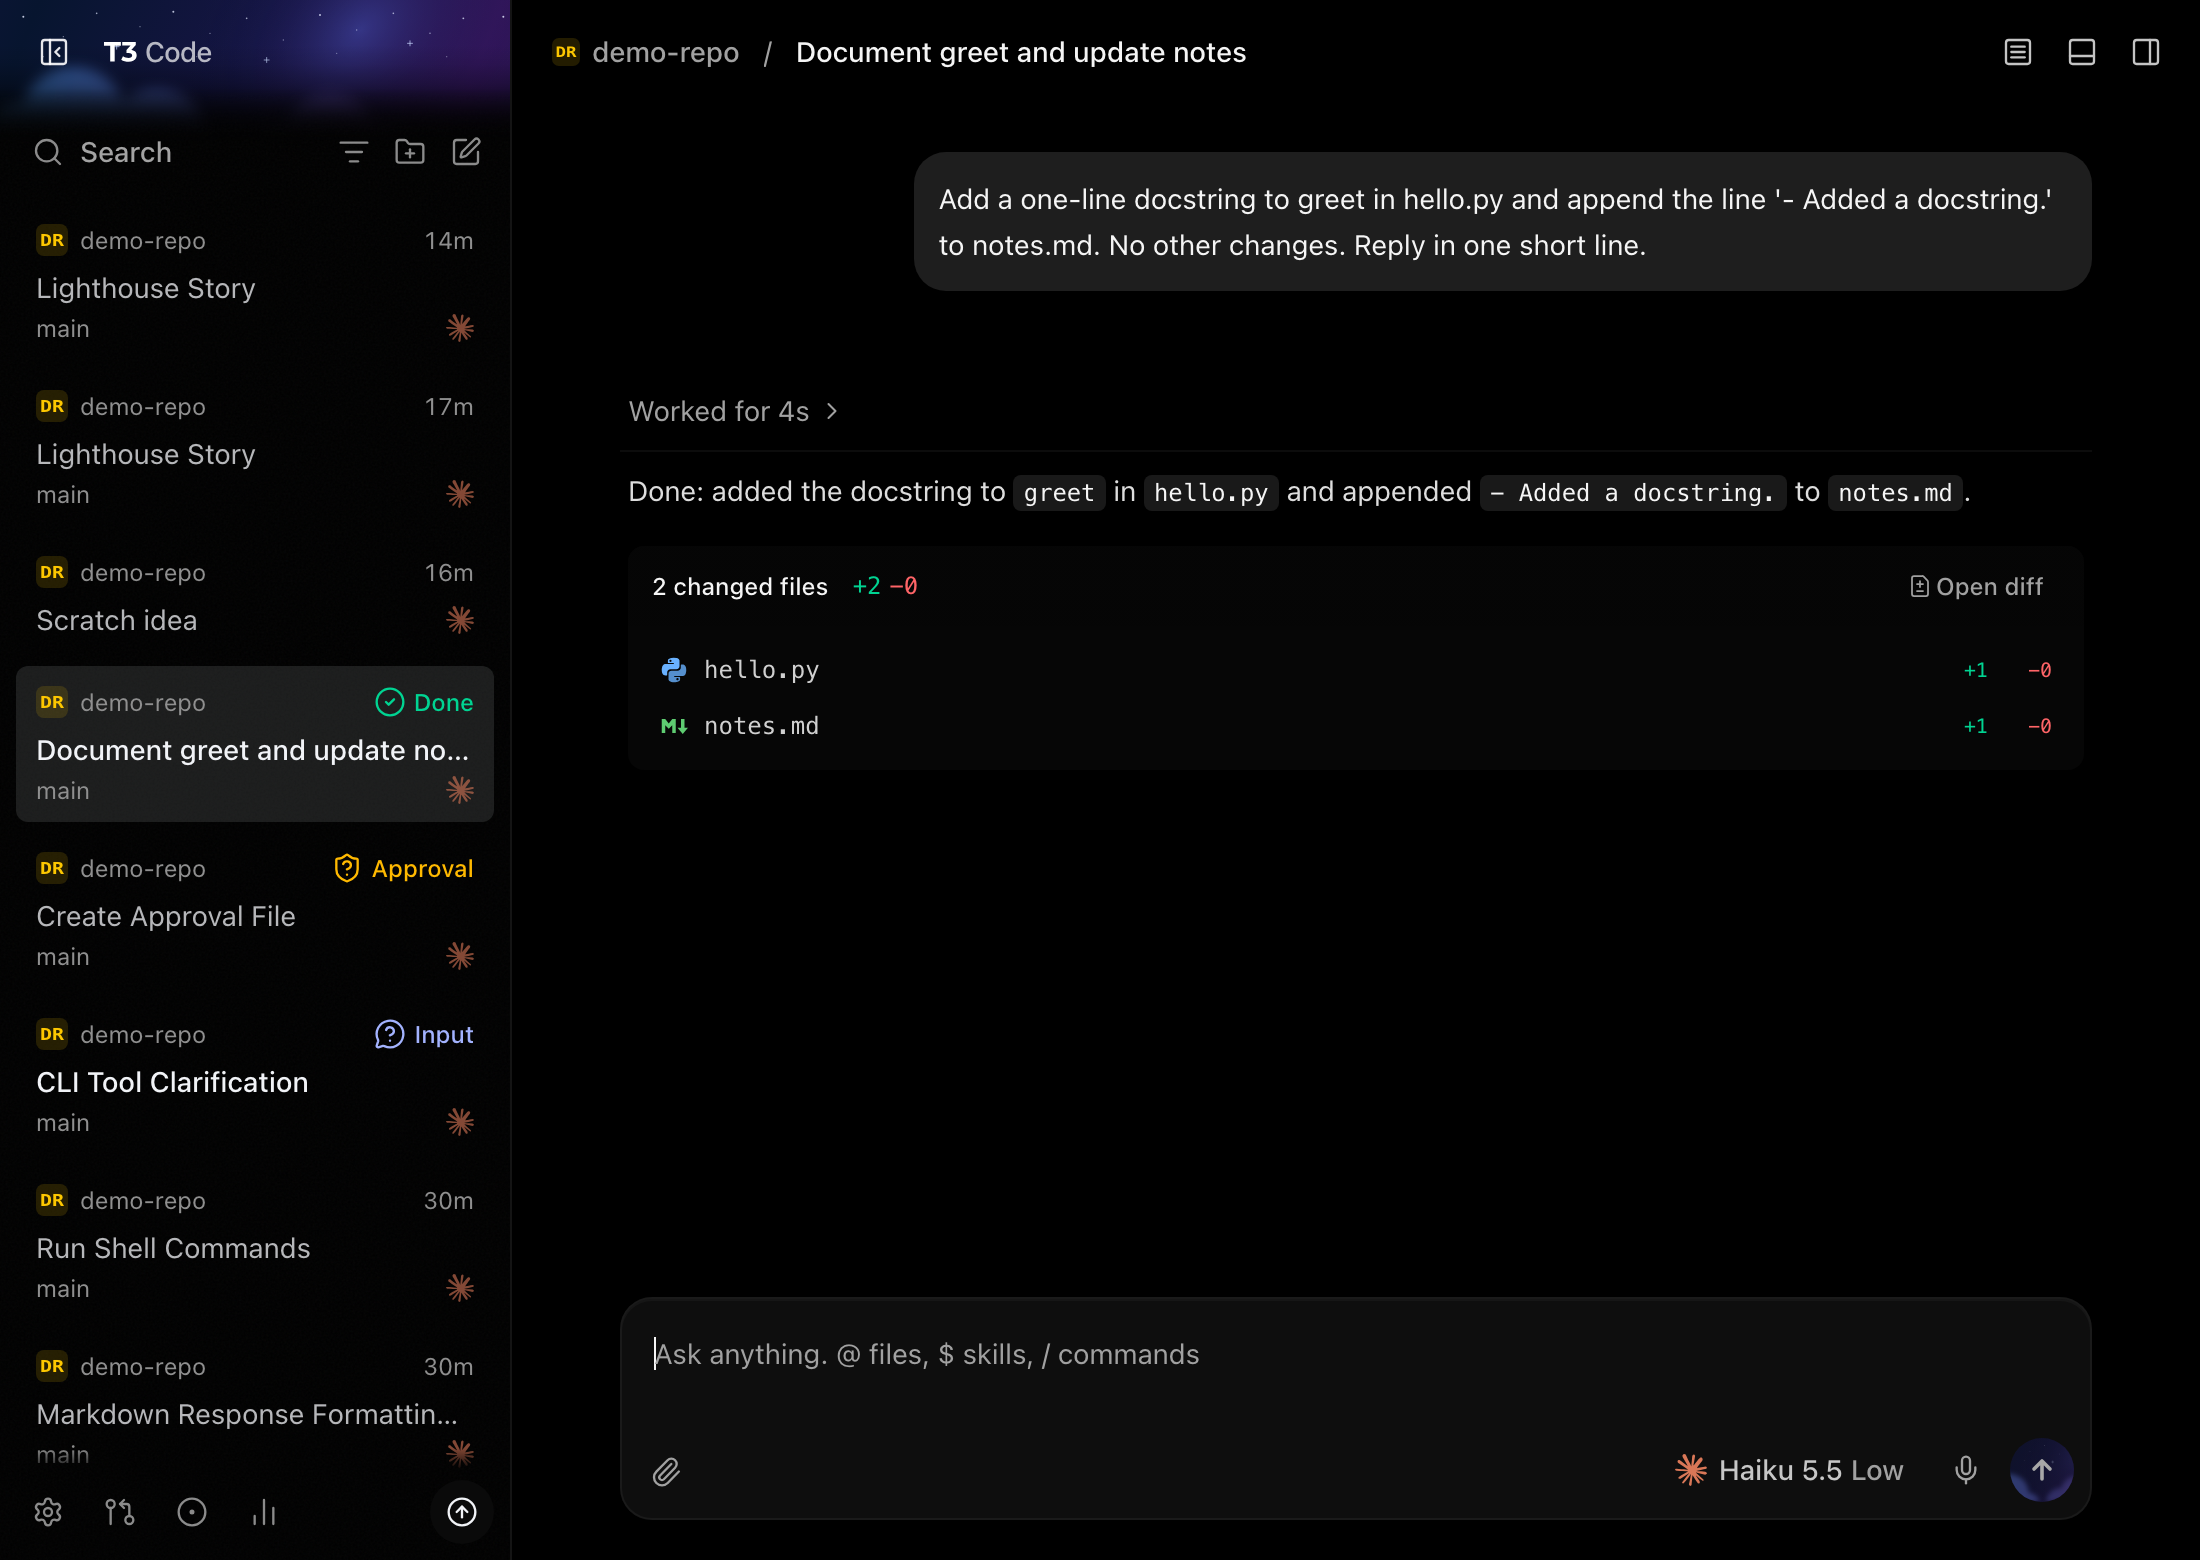 T3 Code
Search
DR demo-repo 14m
Lighthouse Story
main
DR demo-repo 17m
Lighthouse Story
main
DR demo-repo 16m
Scratch idea
DR demo-repo Done
Document greet and update no...
main
DR demo-repo Approval
Create Approval File
main
DR demo-repo Input
CLI Tool Clarification
main
DR demo-repo 30m
Run Shell Commands
main
DR demo-repo 30m
Markdown Response Formattin...
main
DR demo-repo / Document greet and update notes
Add a one-line docstring to greet in hello.py and append the line '- Added a docstring.'
to notes.md. No other changes. Reply in one short line.
Worked for 4s
Done: added the docstring to greet in hello.py and appended - Added a docstring. to notes.md.
2 changed files +2 -0 Open diff
hello.py +1 -0
M↓ notes.md +1 -0
Ask anything. @ files, $ skills, / commands
Haiku 5.5 Low